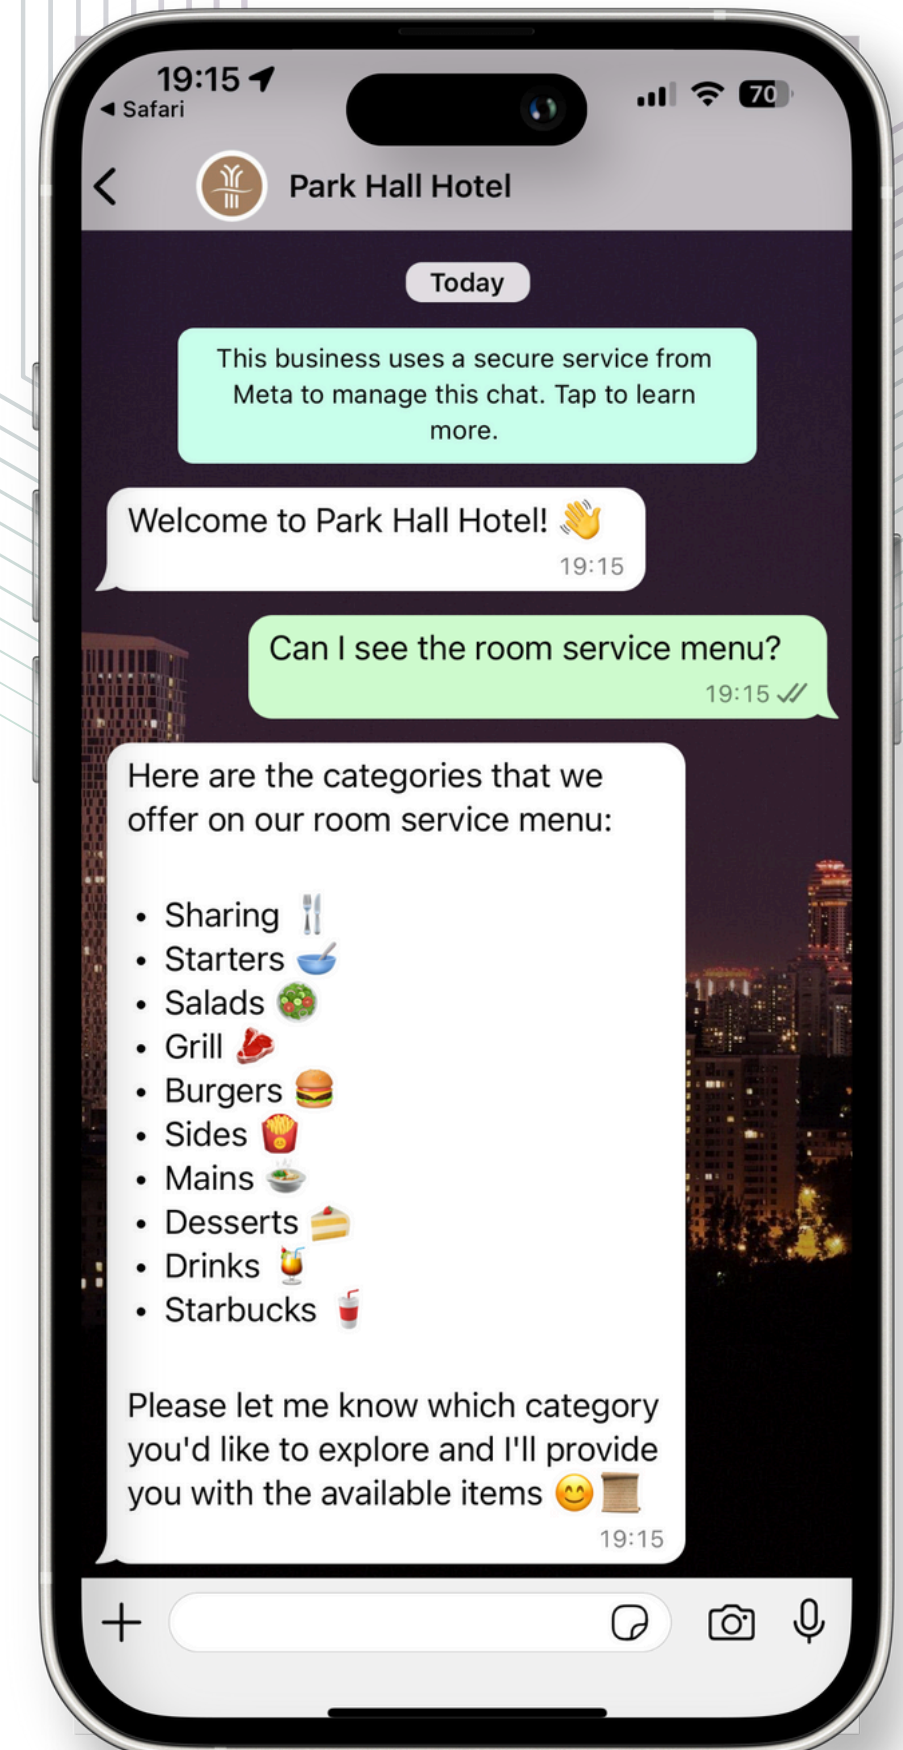 19:15
◀ Safari
70
Park Hall Hotel
Today
This business uses a secure service from
Meta to manage this chat. Tap to learn
more.
Welcome to Park Hall Hotel! 👋
19:15
Can I see the room service menu?
19:15
Here are the categories that we
offer on our room service menu:
• Sharing 🍴
• Starters 🥣
• Salads 🥗
• Grill 🥩
• Burgers 🍔
• Sides 🍟
• Mains 🍲
• Desserts 🍰
• Drinks 🍹
• Starbucks 🥤
Please let me know which category
you'd like to explore and I'll provide
you with the available items 😊📜
19:15